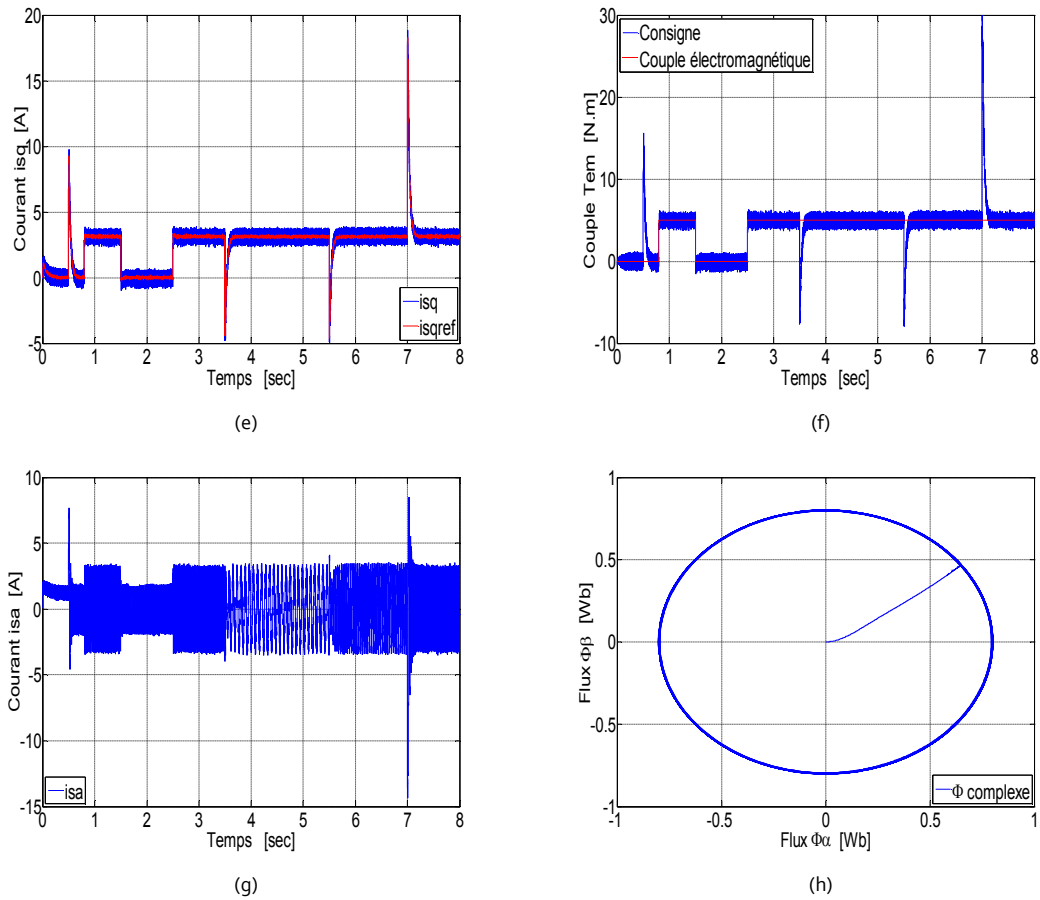 20
15
10
5
0
-5
Courant isq [A]
isq
isqref
0 1 2 3 4 5 6 7 8
Temps [sec]
(e)
30
20
10
0
-10
Couple Tem [N.m]
Consigne
Couple électromagnétique
0 1 2 3 4 5 6 7 8
Temps [sec]
(f)
10
5
0
-5
-10
-15
Courant isa [A]
isa
0 1 2 3 4 5 6 7 8
Temps [sec]
(g)
1
0.5
0
-0.5
-1
Flux Φβ [Wb]
Φ complexe
-1 -0.5 0 0.5 1
Flux Φα [Wb]
(h)